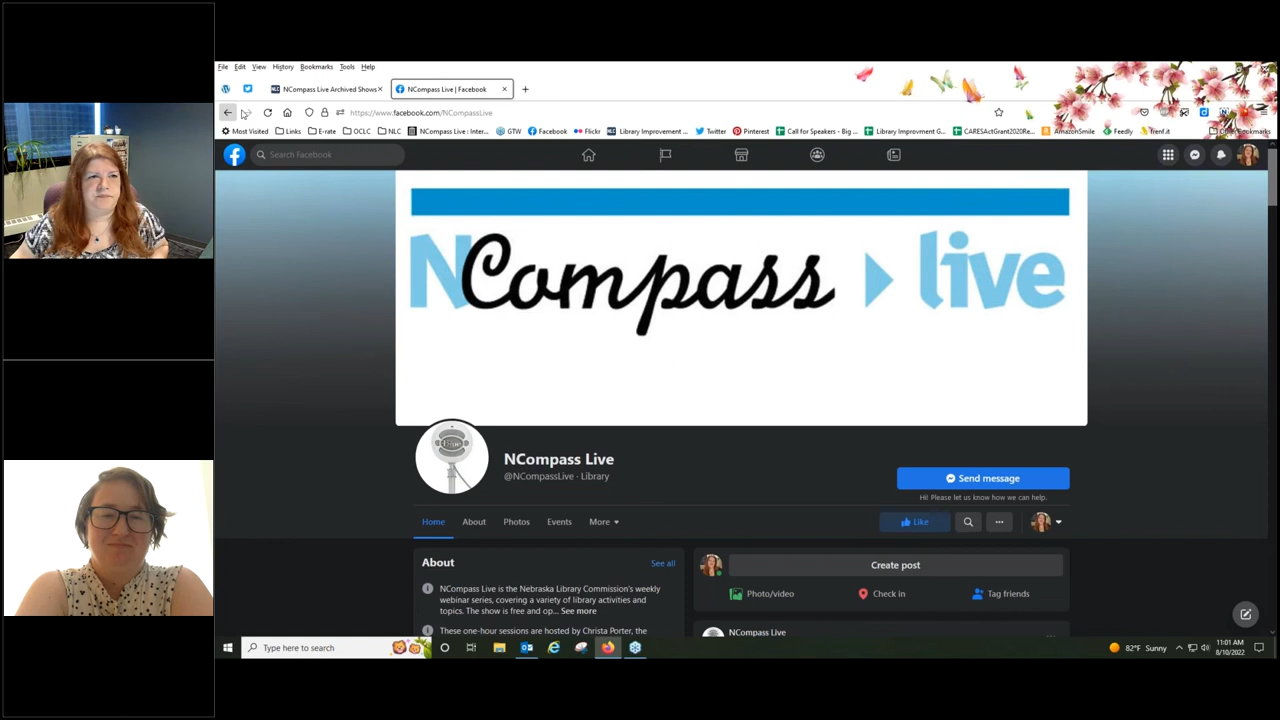 File Edit View History Bookmarks Tools Help
NCompass Live Archived Shows
NCompass Live | Facebook
https://www.facebook.com/NCompassLive
Most Visited Links E-rate OCLC NLC NCompass Live : Inter... GTW Facebook Flickr Library Improvement ... Twitter Pinterest Call for Speakers - Big ... Library Improvement G... CARESActGrant2020Re... AmazonSmile Feedly Trenf.it
Search Facebook
NCompass live
NCompass Live
@NCompassLive · Library
Send message
Hi! Please let us know how we can help.
Home About Photos Events More
Like
About
See all
NCompass Live is the Nebraska Library Commission's weekly
webinar series, covering a variety of library activities and
topics. The show is free and op... See more
These one-hour sessions are hosted by Christa Porter, the
Create post
Photo/video Check in Tag friends
NCompass Live
Type here to search
82°F Sunny
11:01 AM
8/10/2022